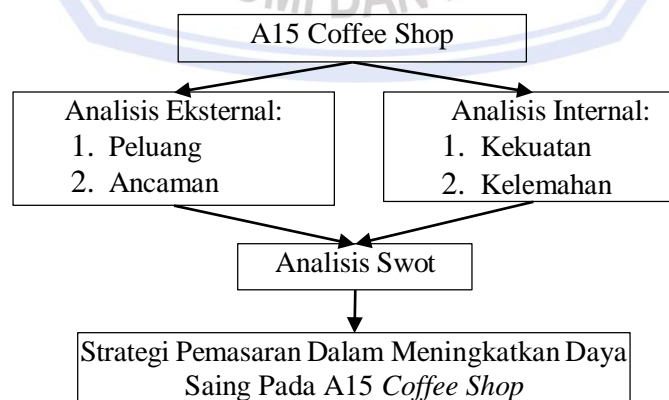 A15 Coffee Shop
Analisis Eksternal:
1. Peluang
2. Ancaman
Analisis Internal:
1. Kekuatan
2. Kelemahan
Analisis Swot
Strategi Pemasaran Dalam Meningkatkan Daya
Saing Pada A15 Coffee Shop